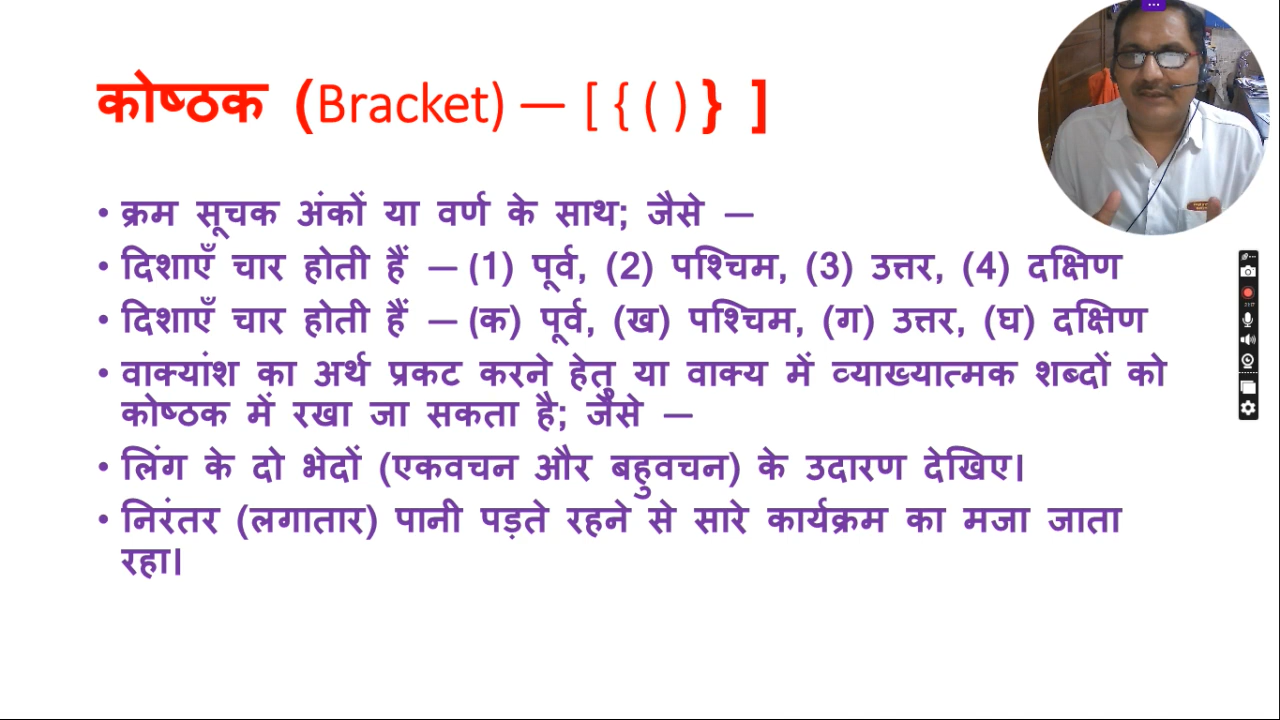 कोष्ठक (Bracket) — [ { ( ) } ]
• क्रम सूचक अंकों या वर्ण के साथ; जैसे —
• दिशाएँ चार होती हैं — (1) पूर्व, (2) पश्चिम, (3) उत्तर, (4) दक्षिण
• दिशाएँ चार होती हैं — (क) पूर्व, (ख) पश्चिम, (ग) उत्तर, (घ) दक्षिण
• वाक्यांश का अर्थ प्रकट करने हेतु या वाक्य में व्याख्यात्मक शब्दों को
कोष्ठक में रखा जा सकता है; जैसे —
• लिंग के दो भेदों (एकवचन और बहुवचन) के उदारण देखिए।
• निरंतर (लगातार) पानी पड़ते रहने से सारे कार्यक्रम का मजा जाता
रहा।